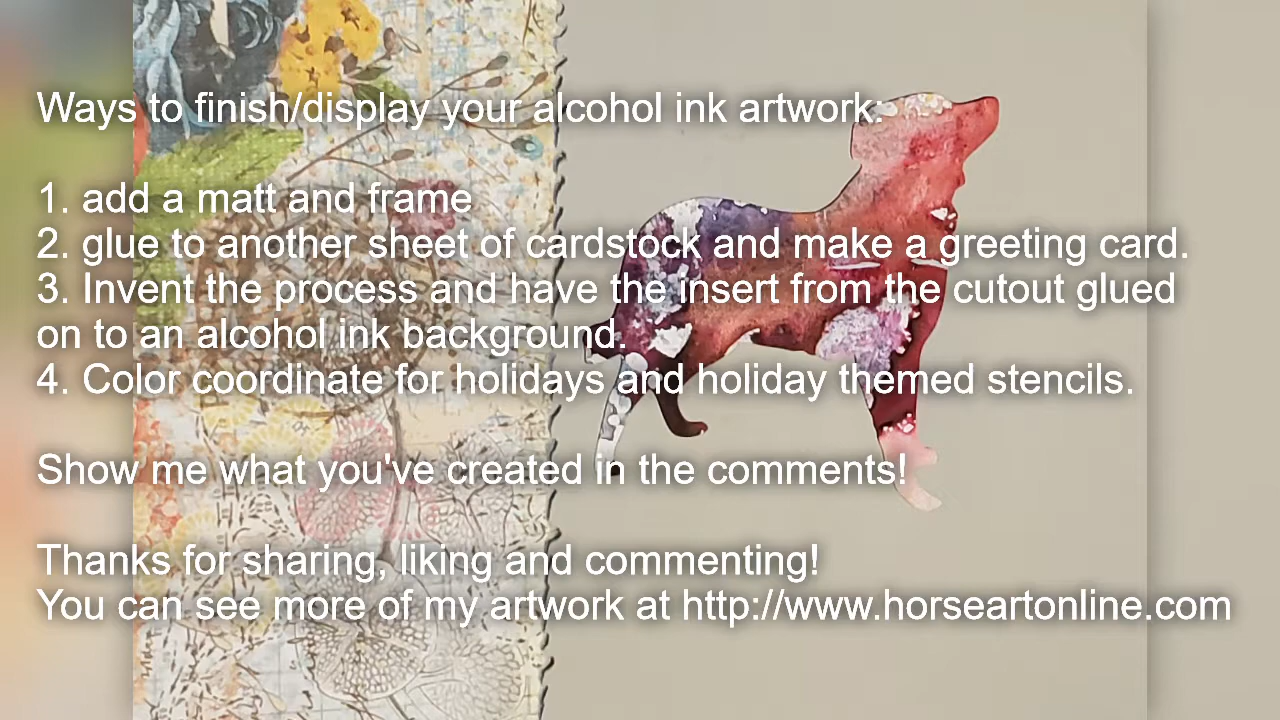 Ways to finish/display your alcohol ink artwork:
1. add a matt and frame
2. glue to another sheet of cardstock and make a greeting card.
3. Invent the process and have the insert from the cutout glued
on to an alcohol ink background.
4. Color coordinate for holidays and holiday themed stencils.
Show me what you've created in the comments!
Thanks for sharing, liking and commenting!
You can see more of my artwork at http://www.horseartonline.com